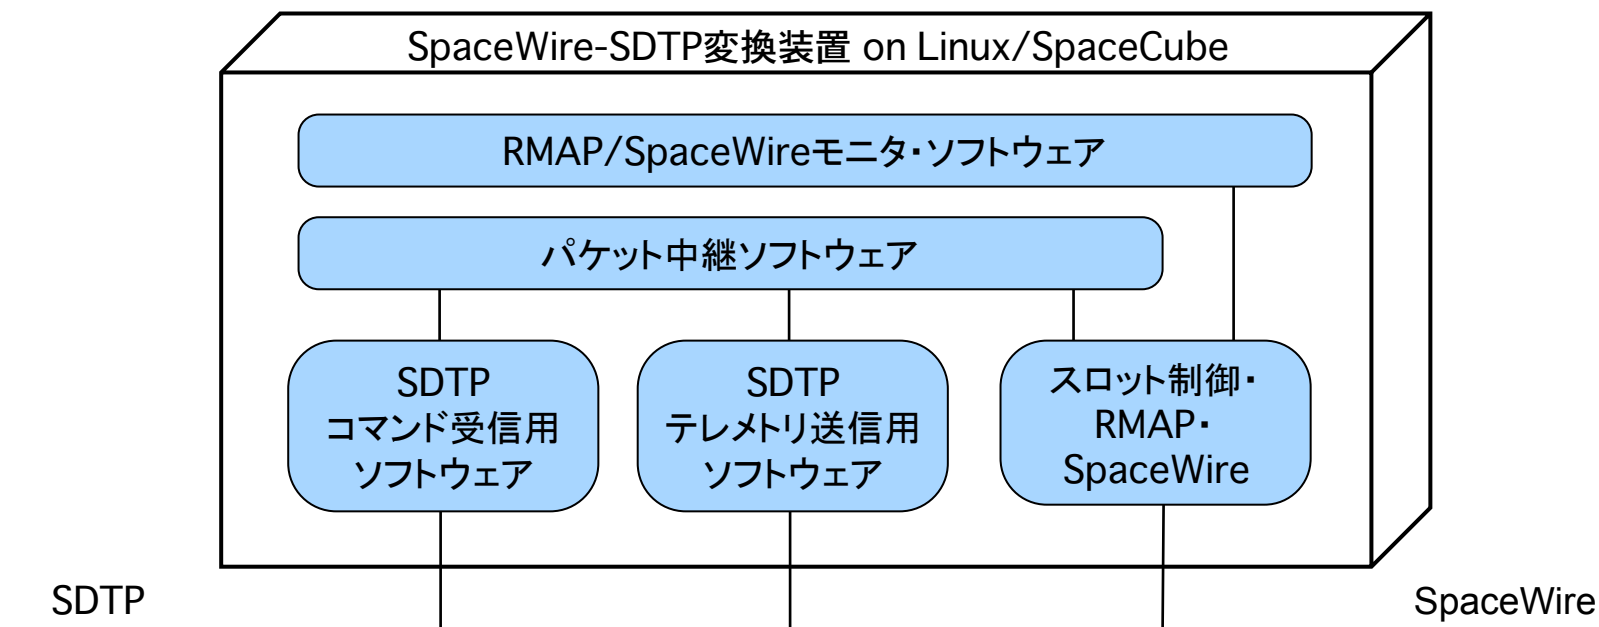 SpaceWire-SDTP変換装置 on Linux/SpaceCube
RMAP/SpaceWireモニタ・ソフトウェア
パケット中継ソフトウェア
SDTP
コマンド受信用
ソフトウェア
SDTP
テレメトリ送信用
ソフトウェア
スロット制御・
RMAP・
SpaceWire
SDTP
SpaceWire